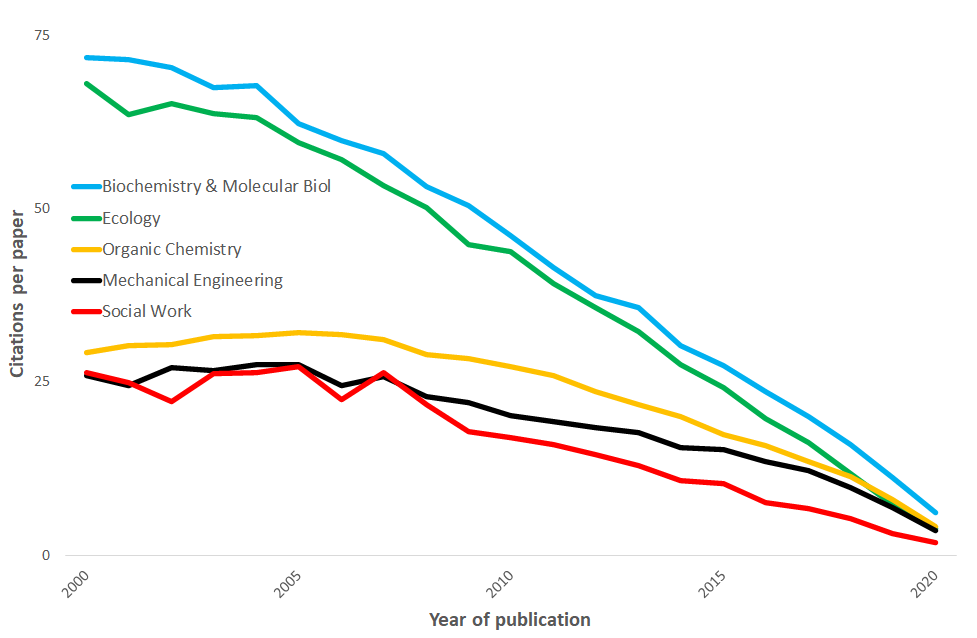 75
50
25
0
Citations per paper
Biochemistry & Molecular Biol
Ecology
Organic Chemistry
Mechanical Engineering
Social Work
2000
2005
2010
2015
2020
Year of publication